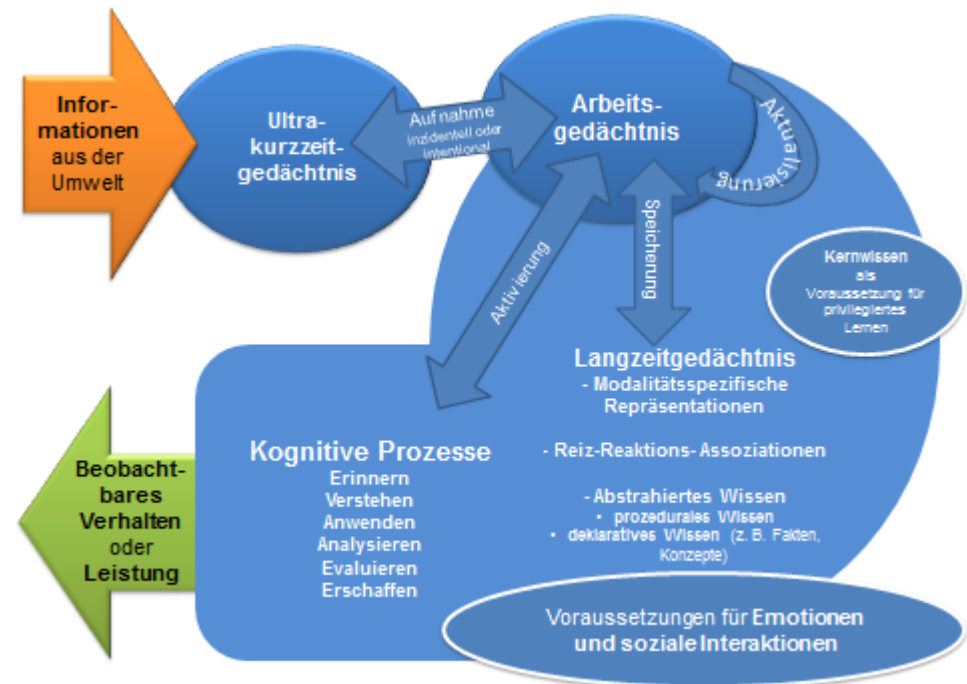 Infor-
mationen
aus der
Umwelt
Ultra-
kurzzeit-
gedächtnis
Aufnahme
inzidentell oder
intentional
Arbeits-
gedächtnis
Aktualisierung
Aktivierung
Speicherung
Kernwissen
als
Voraussetzung für
privilegiertes
Lernen
Langzeitgedächtnis
- Modalitätsspezifische
Repräsentationen
- Reiz-Reaktions-Assoziationen
- Abstrahiertes Wissen
• prozedurales Wissen
• deklaratives Wissen (z. B. Fakten,
Konzepte)
Kognitive Prozesse
Erinnern
Verstehen
Anwenden
Analysieren
Evaluieren
Erschaffen
Beobacht-
bares
Verhalten
oder
Leistung
Voraussetzungen für Emotionen
und soziale Interaktionen